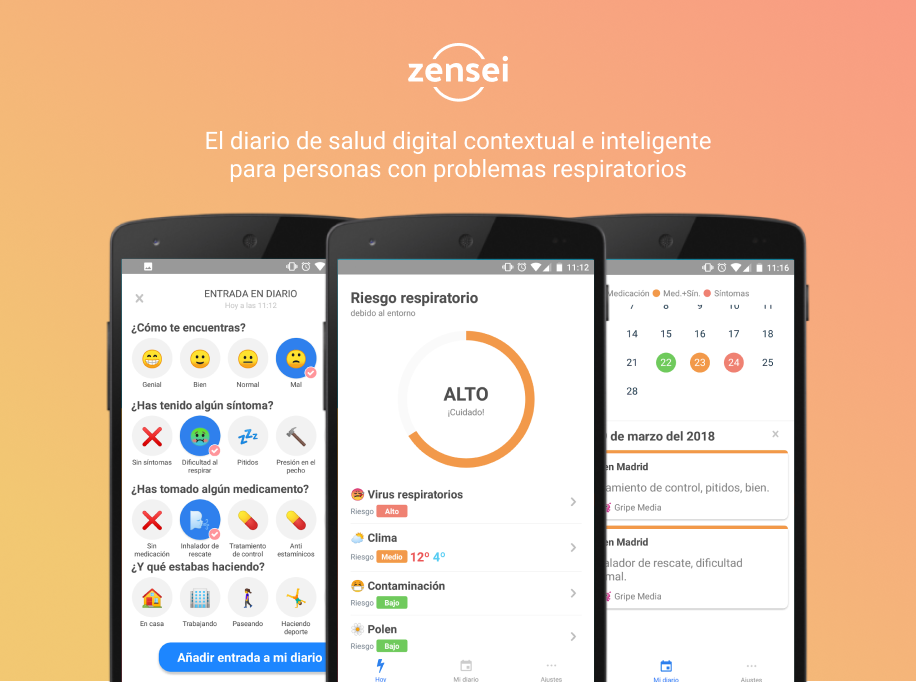 zensei
El diario de salud digital contextual e inteligente
para personas con problemas respiratorios
ENTRADA EN DIARIO
Hoy a las 11:12
¿Cómo te encuentras?
Genial
Bien
Normal
Mal
¿Has tenido algún síntoma?
Sin síntomas
Dificultad al
respirar
Pitidos
Presión en el
pecho
¿Has tomado algún medicamento?
Sin
medicación
Inhalador de
rescate
Tratamiento
de control
Anti
estamínicos
¿Y qué estabas haciendo?
En casa
Trabajando
Paseando
Haciendo
deporte
Añadir entrada a mi diario
11:12
Riesgo respiratorio
debido al entorno
ALTO
¡Cuidado!
Virus respiratorios
Riesgo Alto
Clima
Riesgo Medio 12º 4º
Contaminación
Riesgo Bajo
Polen
Riesgo Bajo
Hoy
Mi diario
Ajustes
11:16
Medicación Med.+Sín. Síntomas
7 8 9 10 11
14 15 16 17 18
21 22 23 24 25
28
de marzo del 2018
en Madrid
amiento de control, pitidos, bien.
Gripe Media
en Madrid
alador de rescate, dificultad
mal.
Gripe Media
Mi diario
Ajustes